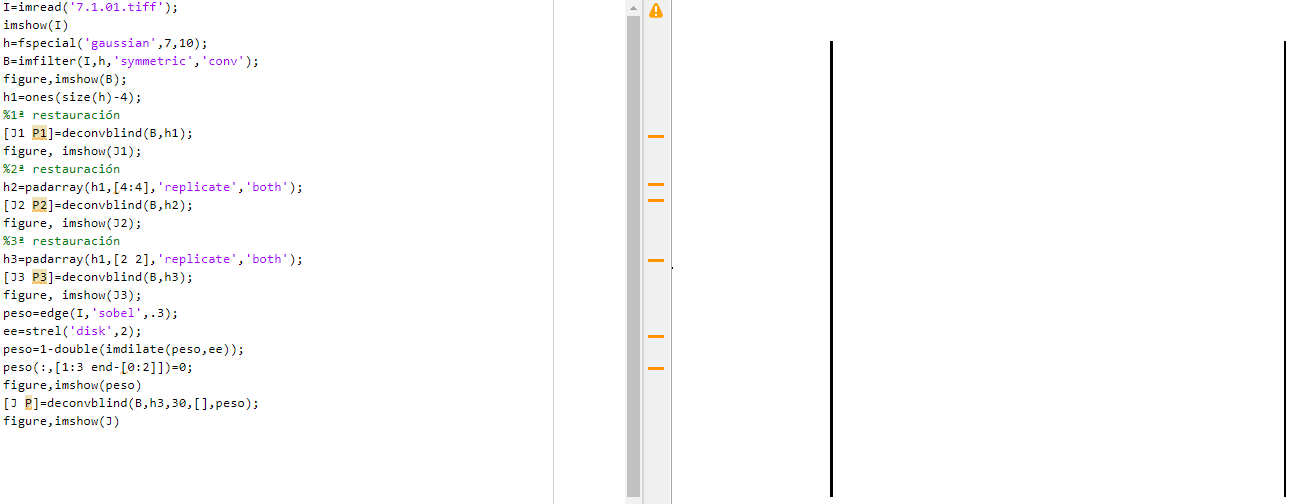 I=imread('7.1.01.tiff');
imshow(I)
h=fspecial('gaussian',7,10);
B=imfilter(I,h,'symmetric','conv');
figure,imshow(B);
h1=ones(size(h)-4);
%1ª restauración
[J1 P1]=deconvblind(B,h1);
figure, imshow(J1);
%2ª restauración
h2=padarray(h1,[4:4],'replicate','both');
[J2 P2]=deconvblind(B,h2);
figure, imshow(J2);
%3ª restauración
h3=padarray(h1,[2 2],'replicate','both');
[J3 P3]=deconvblind(B,h3);
figure, imshow(J3);
peso=edge(I,'sobel',.3);
ee=strel('disk',2);
peso=1-double(imdilate(peso,ee));
peso(:,[1:3 end-[0:2]])=0;
figure,imshow(peso)
[J P]=deconvblind(B,h3,30,[],peso);
figure,imshow(J)